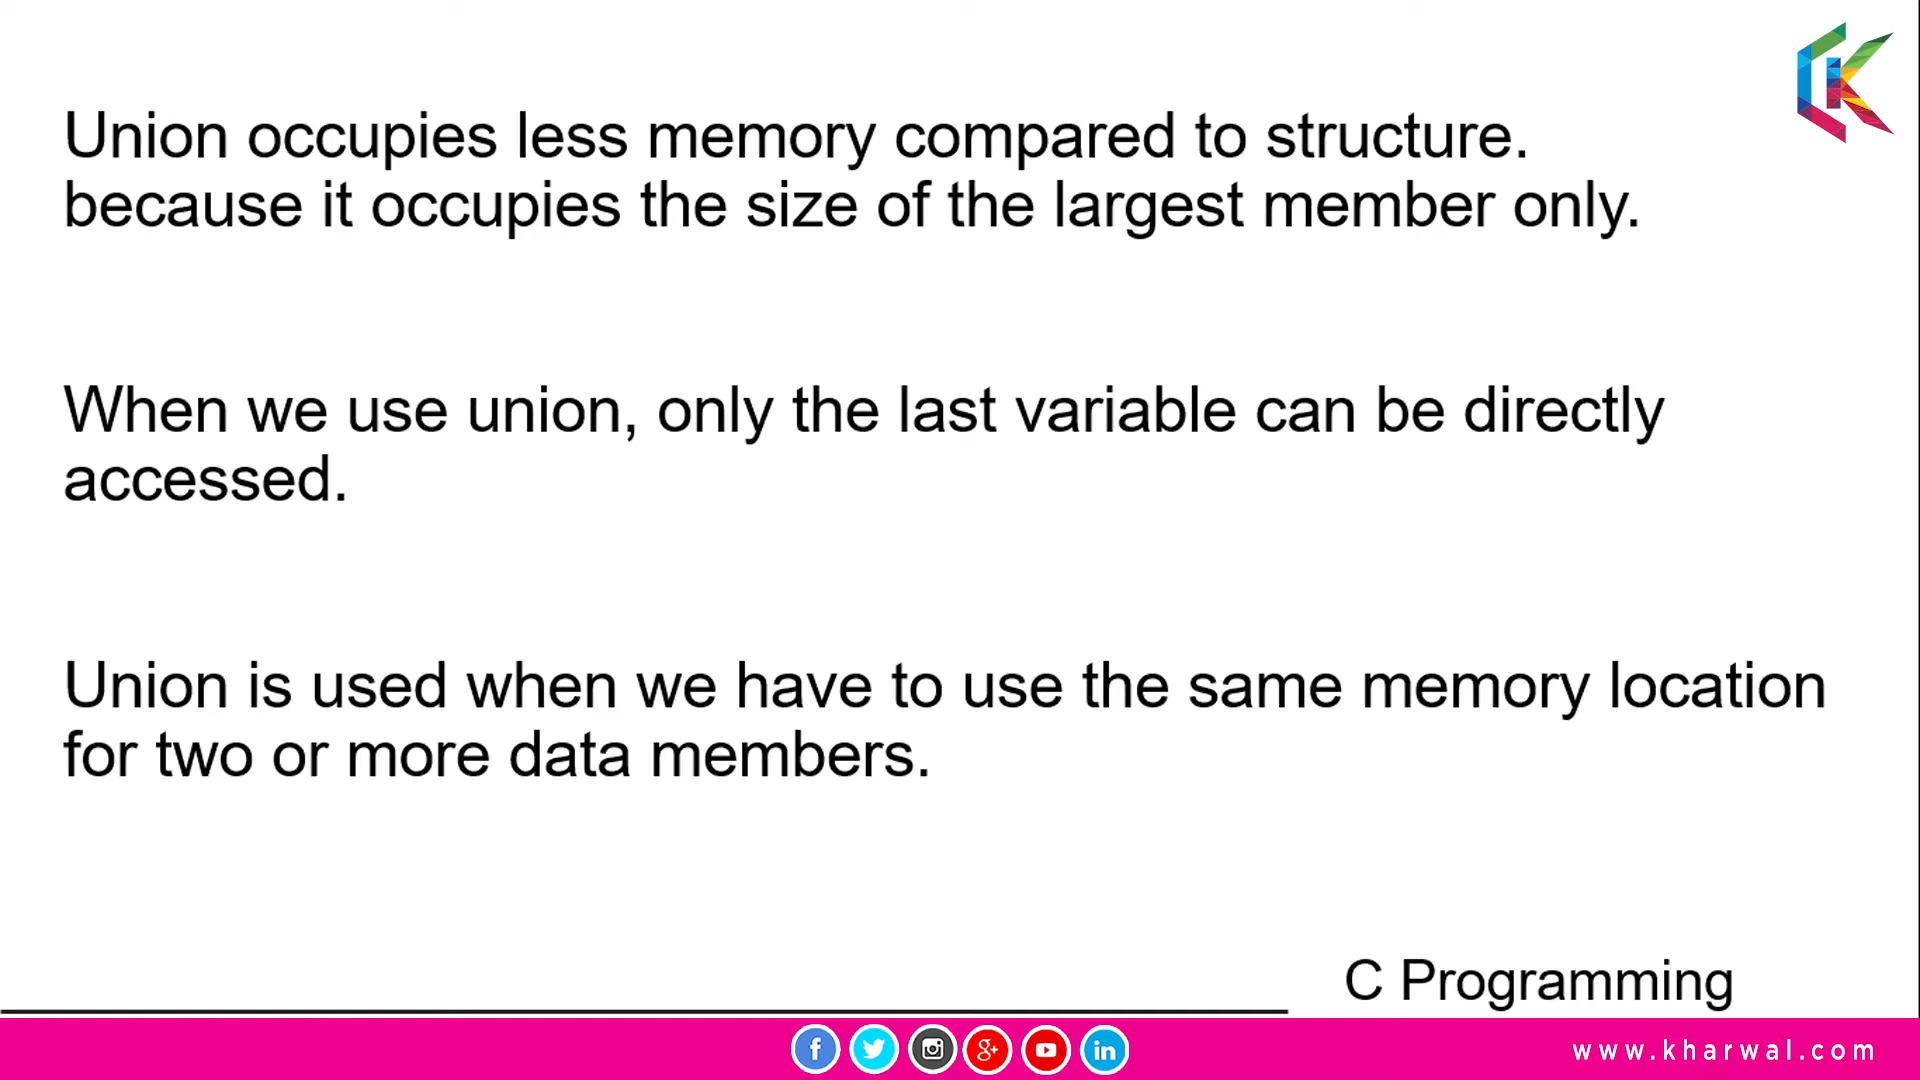 Union occupies less memory compared to structure.
because it occupies the size of the largest member only.
When we use union, only the last variable can be directly
accessed.
Union is used when we have to use the same memory location
for two or more data members.
C Programming
www.kharwal.com